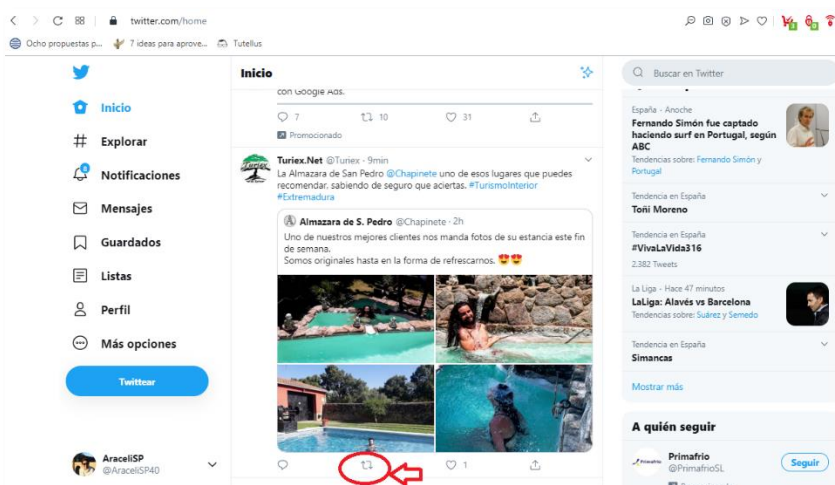 twitter.com/home
Ocho propuestas p...
7 ideas para aprove...
Tutellus
Inicio
Explorar
Notificaciones
Mensajes
Guardados
Listas
Perfil
Más opciones
Twittear
AraceliSP
@AraceliSP40
Inicio
con Google Ads.
7
10
31
Promocionado
Turiex.Net @Turiex · 9min
La Almazara de San Pedro @Chapinete uno de esos lugares que puedes
recomendar. sabiendo de seguro que aciertas. #TurismoInterior
#Extremadura
Almazara de S. Pedro @Chapinete · 2h
Uno de nuestros mejores clientes nos manda fotos de su estancia este fin
de semana.
Somos originales hasta en la forma de refrescarnos. 😍😍
1
Buscar en Twitter
España · Anoche
Fernando Simón fue captado
haciendo surf en Portugal, según
ABC
Tendencias sobre: Fernando Simón y
Portugal
Tendencia en España
Toñi Moreno
Tendencia en España
#VivaLaVida316
2.382 Tweets
La Liga · Hace 47 minutos
LaLiga: Alavés vs Barcelona
Tendencias sobre: Suárez y Semedo
Tendencia en España
Simancas
Mostrar más
A quién seguir
Primafrio
@PrimafrioSL
Seguir